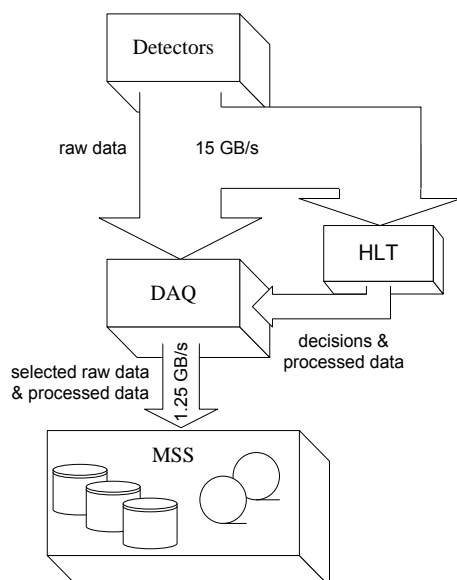 Detectors
raw data
15 GB/s
HLT
DAQ
decisions &
processed data
selected raw data
& processed data
1.25 GB/s
MSS